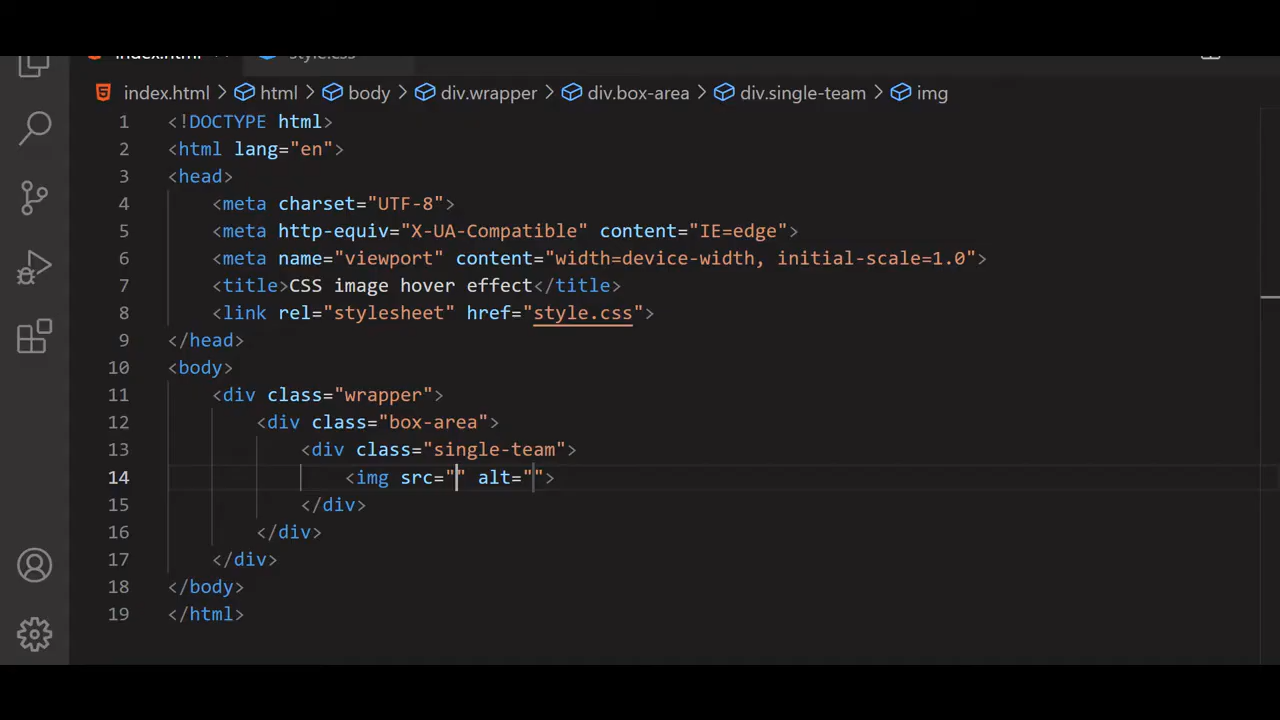 index.html style.css
index.html > html > body > div.wrapper > div.box-area > div.single-team > img
1 <!DOCTYPE html>
2 <html lang="en">
3 <head>
4 <meta charset="UTF-8">
5 <meta http-equiv="X-UA-Compatible" content="IE=edge">
6 <meta name="viewport" content="width=device-width, initial-scale=1.0">
7 <title>CSS image hover effect</title>
8 <link rel="stylesheet" href="style.css">
9 </head>
10 <body>
11 <div class="wrapper">
12 <div class="box-area">
13 <div class="single-team">
14 <img src="" alt="">
15 </div>
16 </div>
17 </div>
18 </body>
19 </html>